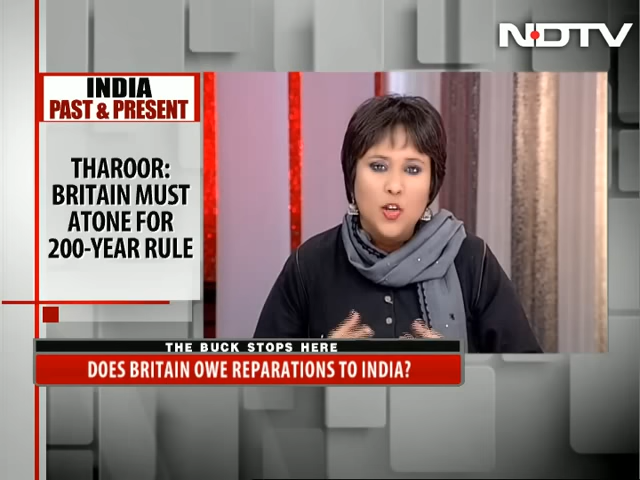 NDTV
INDIA
PAST & PRESENT
THAROOR:
BRITAIN MUST
ATONE FOR
200-YEAR RULE
THE BUCK STOPS HERE
DOES BRITAIN OWE REPARATIONS TO INDIA?